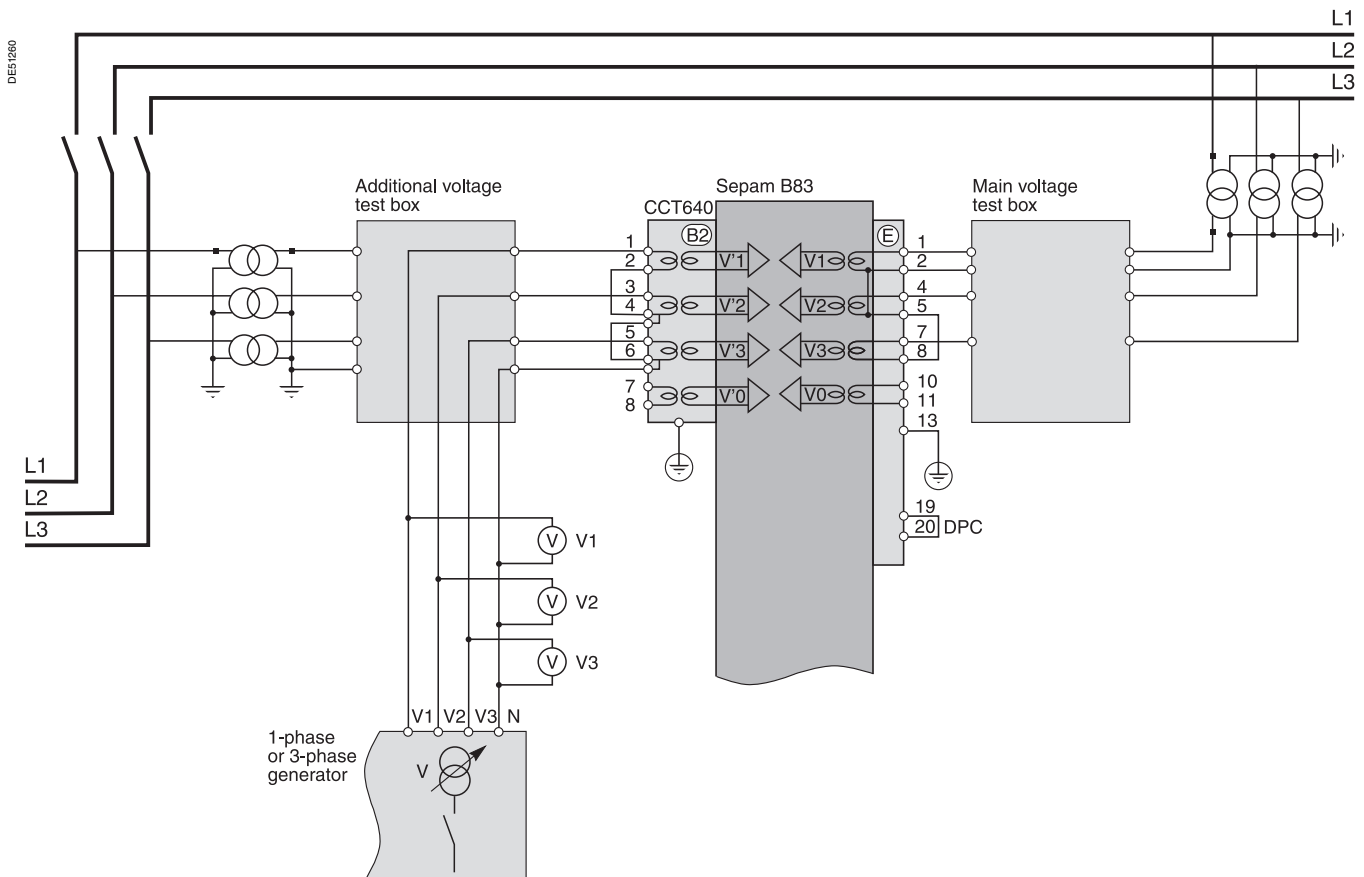 L1
L2
L3
DE51260
Additional voltage
test box
CCT640
Sepam B83
Main voltage
test box
B2
E
1
2
3
4
5
6
7
8
V'1
V'2
V'3
V'0
V1
V2
V3
V0
1
2
4
5
7
8
10
11
13
19
20
DPC
L1
L2
L3
V
V1
V
V2
V
V3
V1
V2
V3
N
1-phase
or 3-phase
generator
V